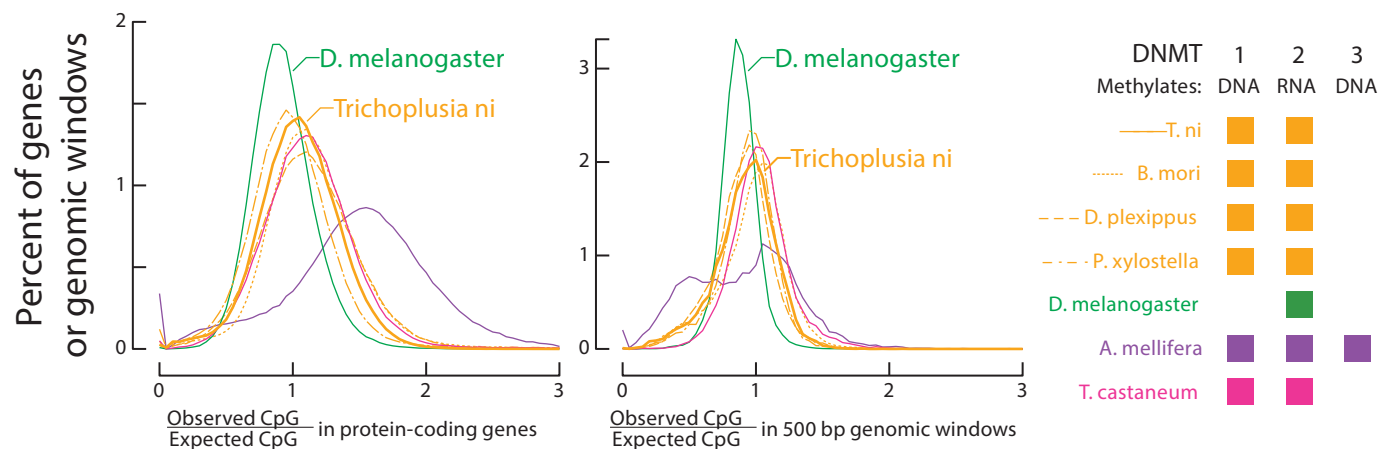 Percent of genes
or genomic windows
2
1
0
D. melanogaster
Trichoplusia ni
0 1 2 3
Observed CpG
Expected CpG
in protein-coding genes
3
2
1
0
D. melanogaster
Trichoplusia ni
0 1 2 3
Observed CpG
Expected CpG
in 500 bp genomic windows
DNMT 1 2 3
Methylates: DNA RNA DNA
T. ni
B. mori
D. plexippus
P. xylostella
D. melanogaster
A. mellifera
T. castaneum